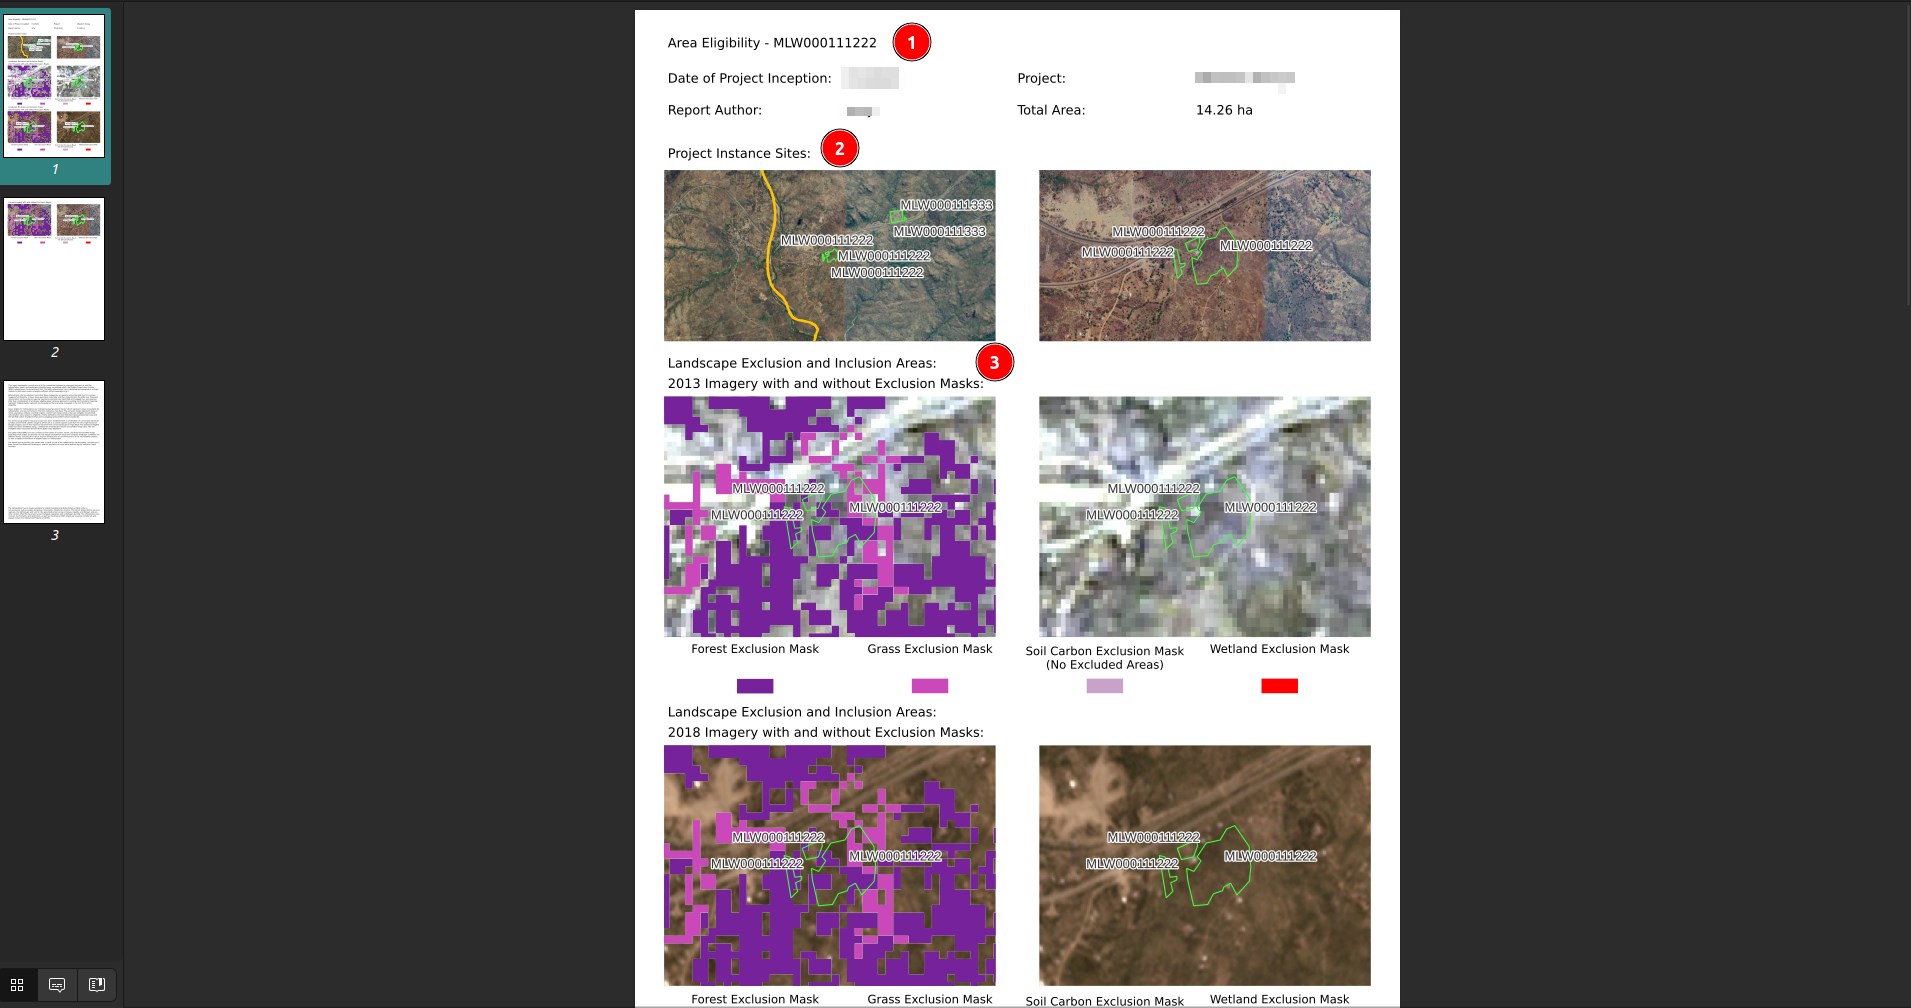 Area Eligibility - MLW000111222
1
Date of Project Inception:
Project:
Report Author:
Total Area:
14.26 ha
Project Instance Sites:
2
MLW000111333
MLW000111333
MLW000111222
MLW000111222
MLW000111222
MLW000111222
MLW000111222
MLW000111222
Landscape Exclusion and Inclusion Areas:
3
2013 Imagery with and without Exclusion Masks:
MLW000111222
MLW000111222
MLW000111222
MLW000111222
MLW000111222
MLW000111222
Forest Exclusion Mask
Grass Exclusion Mask
Soil Carbon Exclusion Mask
(No Excluded Areas)
Wetland Exclusion Mask
Landscape Exclusion and Inclusion Areas:
2018 Imagery with and without Exclusion Masks:
MLW000111222
MLW000111222
MLW000111222
MLW000111222
MLW000111222
MLW000111222
Forest Exclusion Mask
Grass Exclusion Mask
Soil Carbon Exclusion Mask
Wetland Exclusion Mask
1
2
3